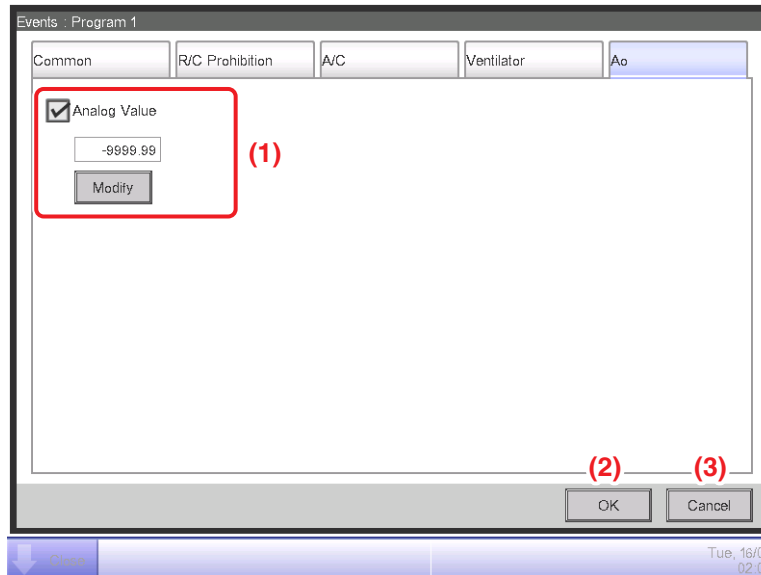 Events : Program 1
Common R/C Prohibition A/C Ventilator Ao
Analog Value
-9999.99
(1)
Modify
(2) (3)
OK Cancel
Tue, 16/0
02:0